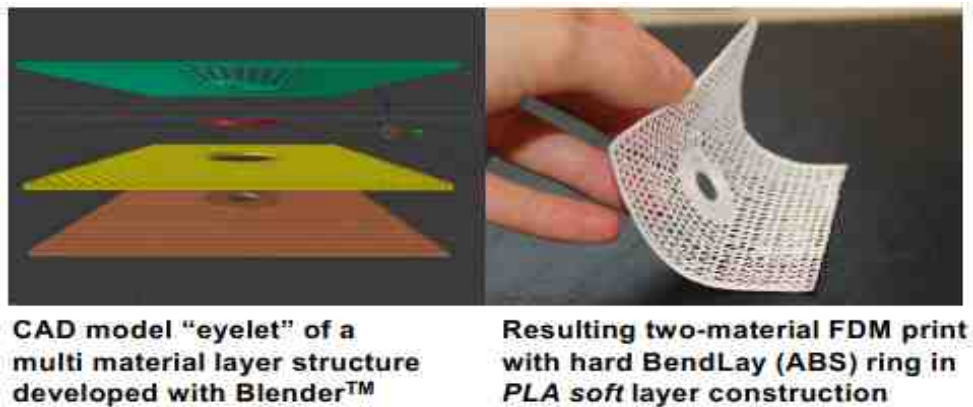 CAD model “eyelet” of a
multi material layer structure
developed with Blender™
Resulting two-material FDM print
with hard BendLay (ABS) ring in
PLA soft layer construction